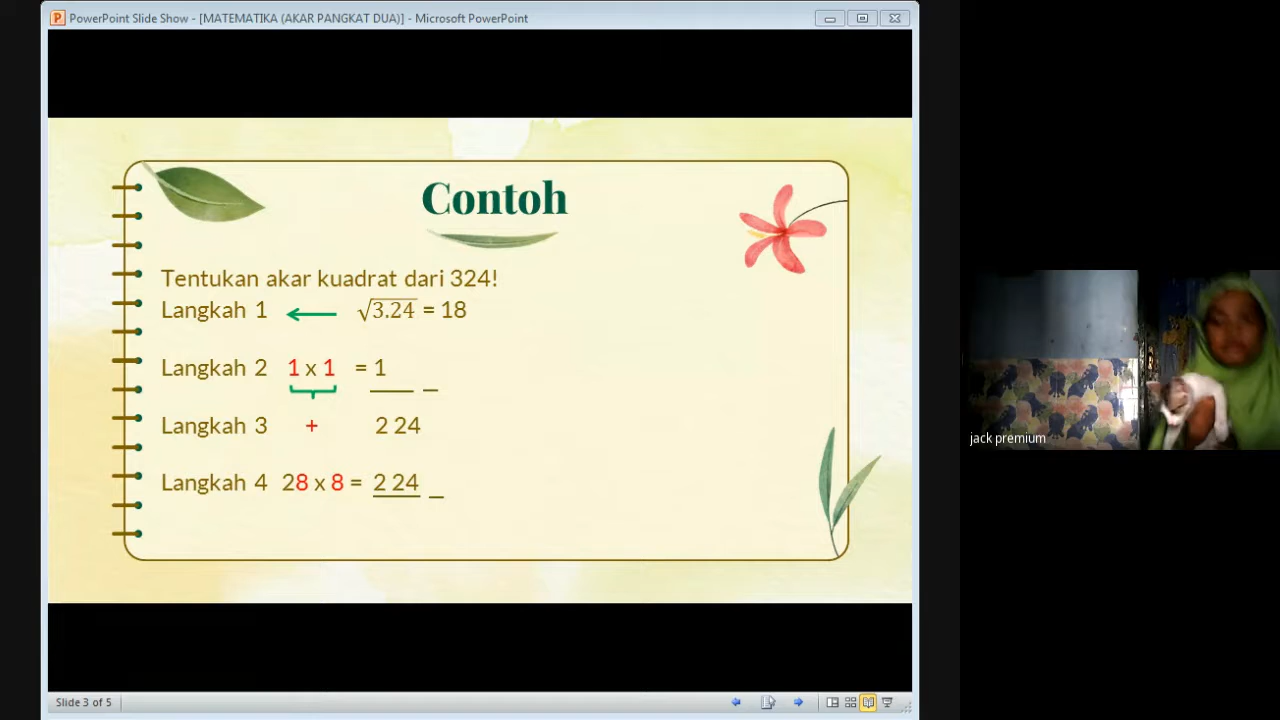 PowerPoint Slide Show - [MATEMATIKA (AKAR PANGKAT DUA)] - Microsoft PowerPoint
Contoh
Tentukan akar kuadrat dari 324!
Langkah 1 ← √3.24 = 18
Langkah 2 1 x 1 = 1
Langkah 3 + 2 24
Langkah 4 28 x 8 = 2 24 _
jack premium
Slide 3 of 5